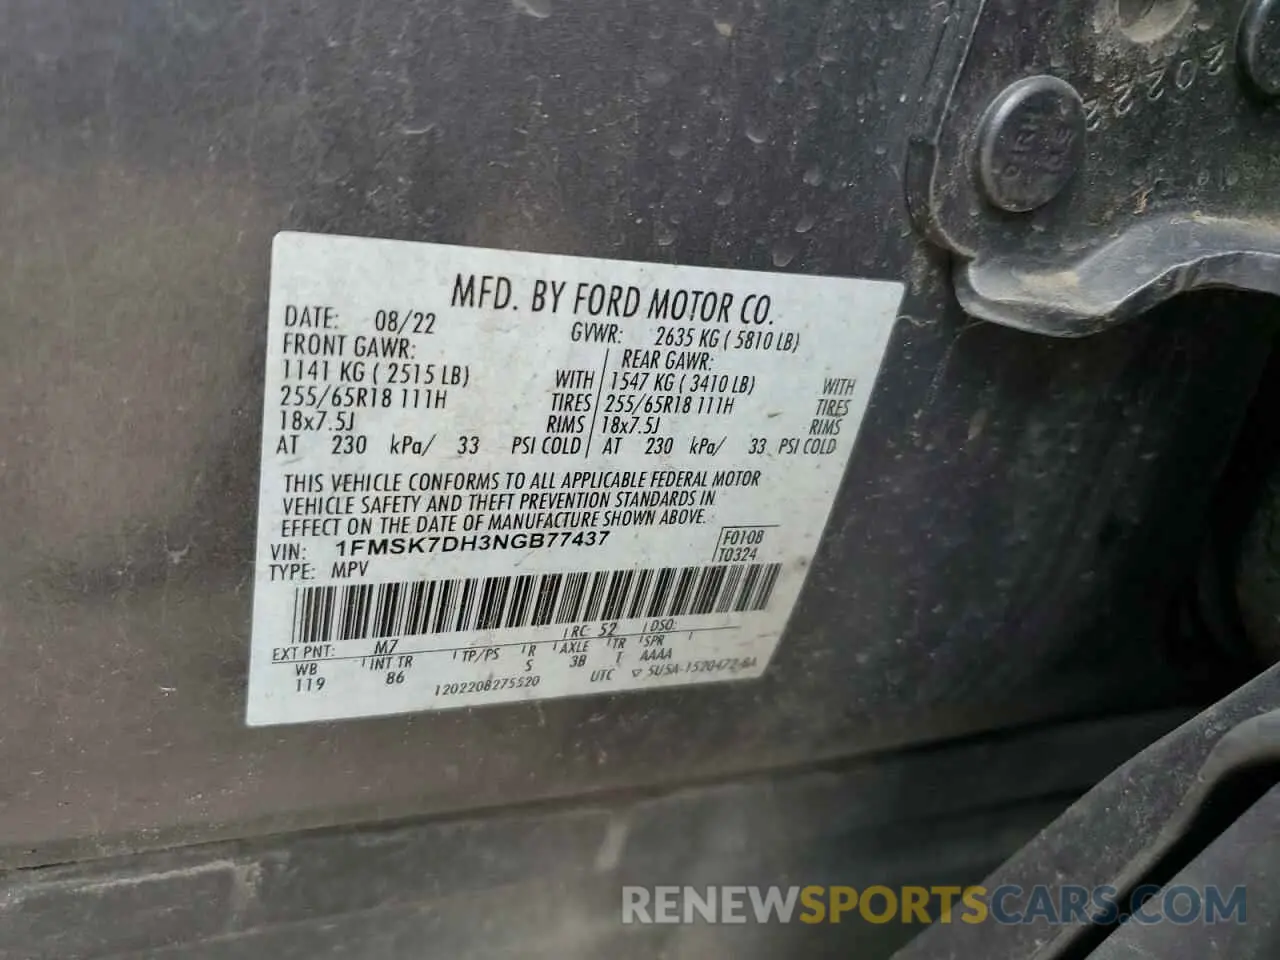 MFD. BY FORD MOTOR CO.
DATE: 08/22 GVWR: 2635 KG ( 5810 LB)
FRONT GAWR: REAR GAWR:
1141 KG ( 2515 LB) WITH 1547 KG ( 3410 LB) WITH
255/65R18 111H TIRES 255/65R18 111H TIRES
18x7.5J RIMS 18x7.5J RIMS
AT 230 kPa/ 33 PSI COLD AT 230 kPa/ 33 PSI COLD
THIS VEHICLE CONFORMS TO ALL APPLICABLE FEDERAL MOTOR
VEHICLE SAFETY AND THEFT PREVENTION STANDARDS IN
EFFECT ON THE DATE OF MANUFACTURE SHOWN ABOVE.
VIN: 1FMSK7DH3NGB77437 F0108
TYPE: MPV T0324
EXT PNT: M7 RC: 52 DSO:
WB INT TR TP/PS R AXLE TR SPR
119 86 S 3B T AAAA
1202208275520 UTC 5U5A-1520472-BA
RENEWSPORTSCARS.COM